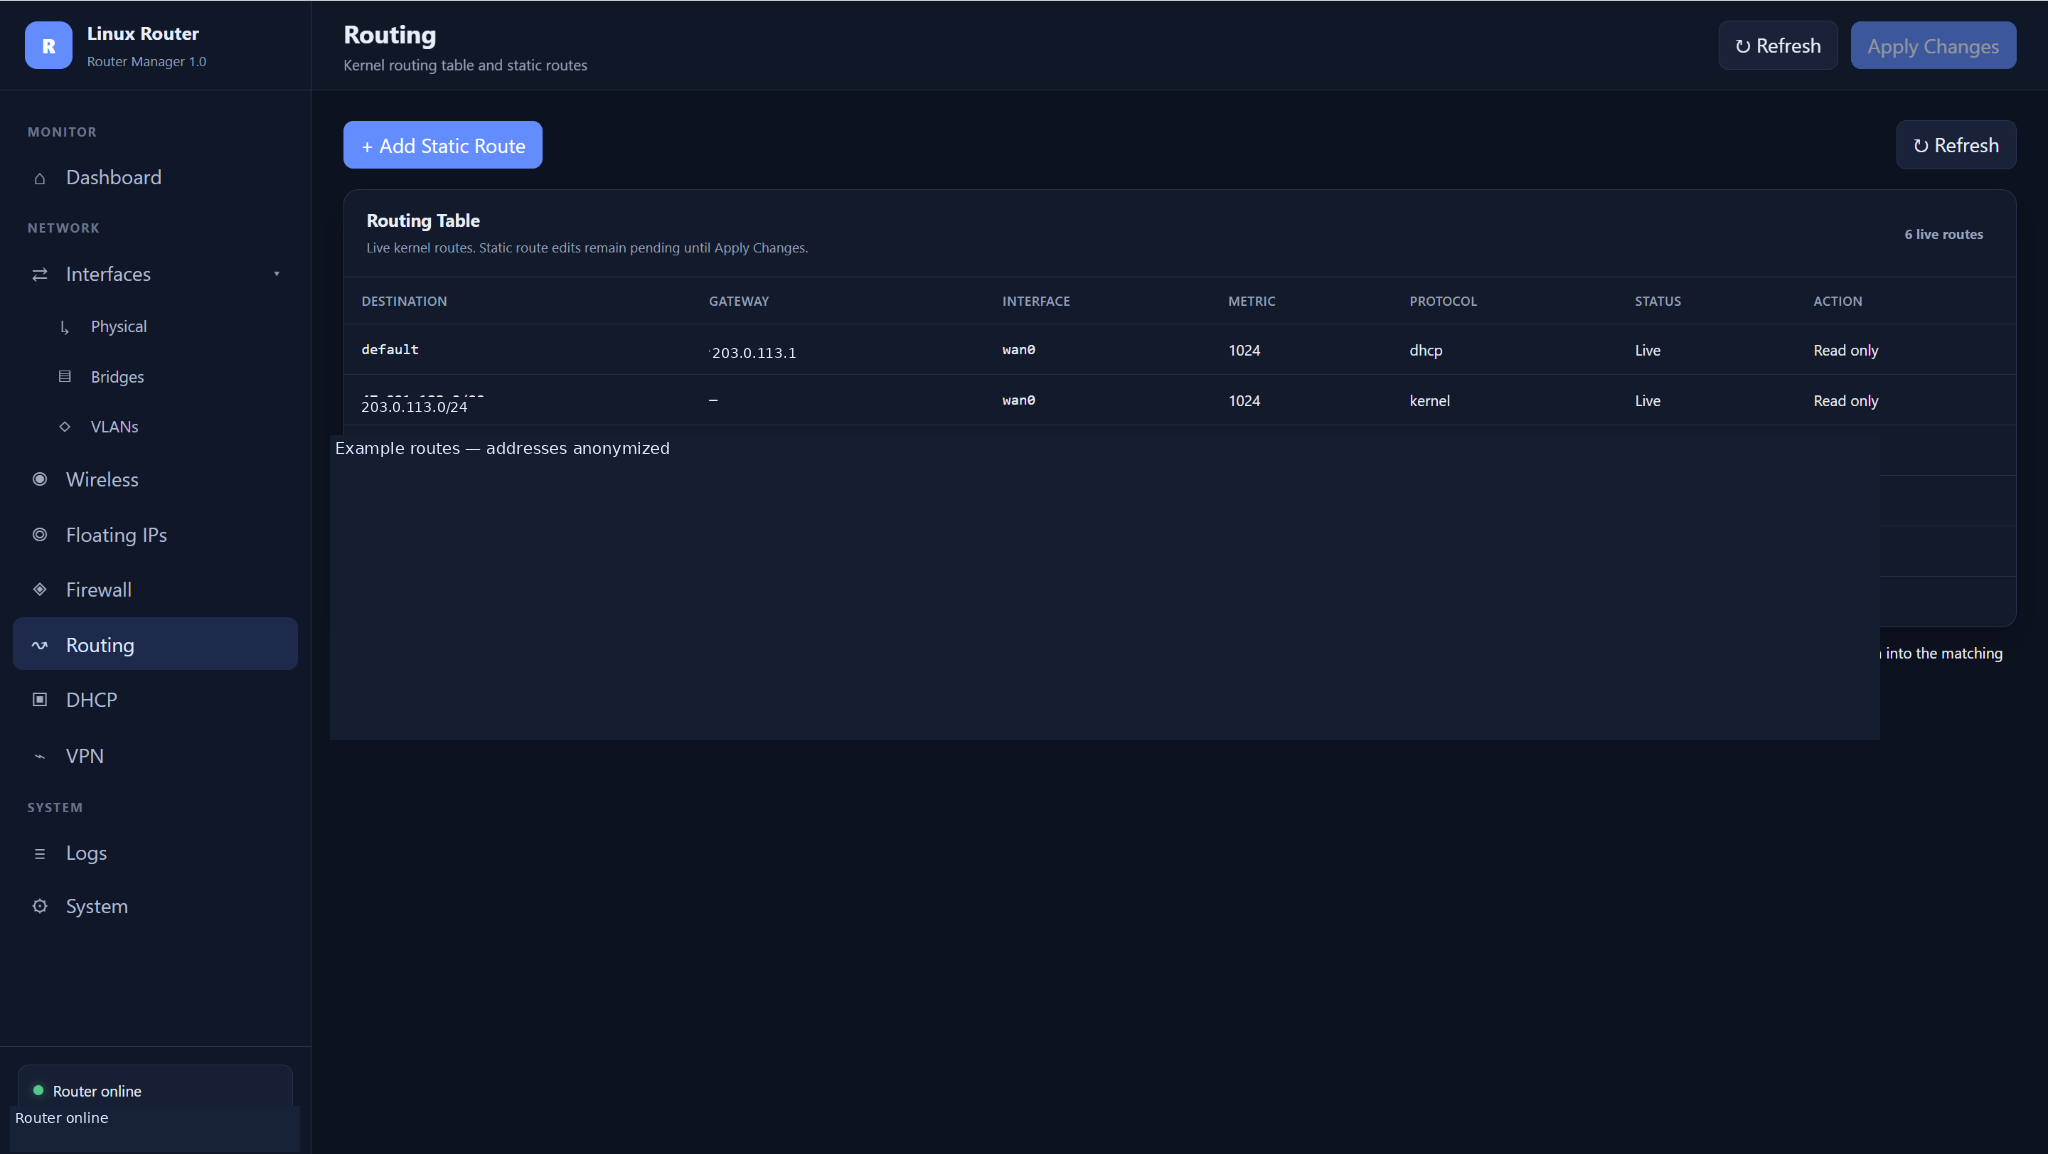 R
Linux Router
Router Manager 1.0
MONITOR
Dashboard
NETWORK
Interfaces
Physical
Bridges
VLANs
Wireless
Floating IPs
Firewall
Routing
DHCP
VPN
SYSTEM
Logs
System
Router online
Router online
Routing
Kernel routing table and static routes
↻ Refresh
Apply Changes
+ Add Static Route
↻ Refresh
Routing Table
Live kernel routes. Static route edits remain pending until Apply Changes.
6 live routes
DESTINATION GATEWAY INTERFACE METRIC PROTOCOL STATUS ACTION
default 203.0.113.1 wan0 1024 dhcp Live Read only
203.0.113.0/24 — wan0 1024 kernel Live Read only
Example routes — addresses anonymized
into the matching